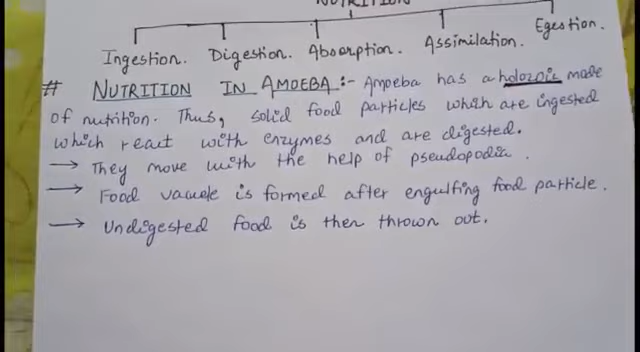 NUTRITION
Ingestion. Digestion. Absorption. Assimilation. Egestion.
# NUTRITION IN AMOEBA :- Amoeba has a holozoic mode
of nutrition. Thus, solid food particles which are ingested
which react with enzymes and are digested.
→ They move with the help of pseudopodia.
→ Food vacuole is formed after engulfing food particle.
→ Undigested food is then thrown out.